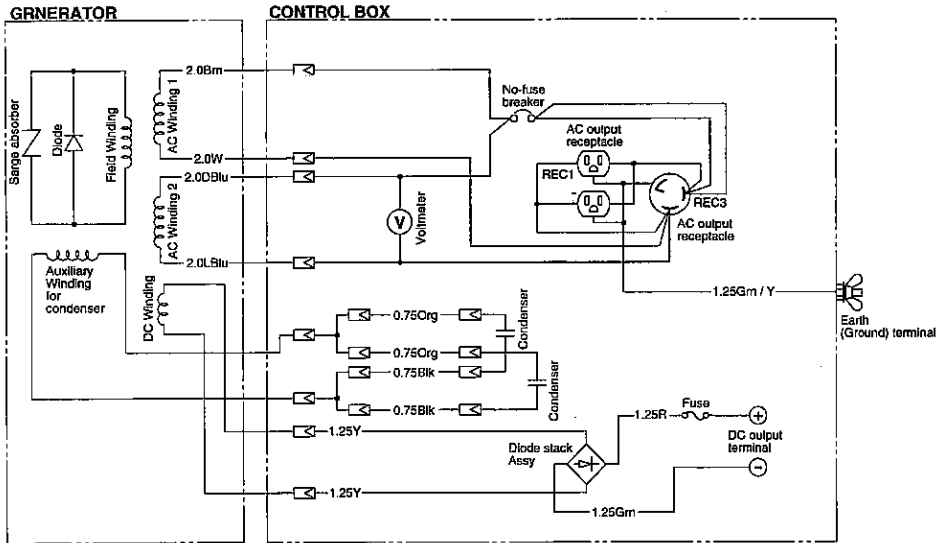 GRNERATOR
CONTROL BOX
Sarge absorber
Diode
Field Winding
AC Winding 1
2.0Brn
2.0W
AC Winding 2
2.0DBlu
2.0LBlu
No-fuse
breaker
AC output
receptacle
REC1
REC3
AC output
receptacle
V
Voltmater
Auxiliary
Winding
for
condenser
DC Winding
1.25Grn / Y
Earth
(Ground) terminal
0.75Org
0.75Org
Condenser
0.75Blk
0.75Blk
Condenser
1.25Y
1.25Y
Diode stack
Assy
1.25R
Fuse
+
DC output
terminal
−
1.25Grn